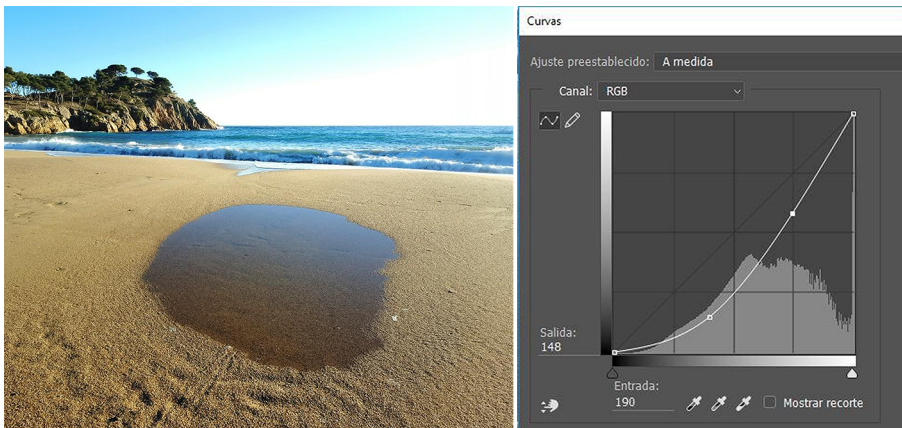 Curvas
Ajuste preestablecido: A medida
Canal: RGB
Salida:
148
Entrada:
190
Mostrar recorte